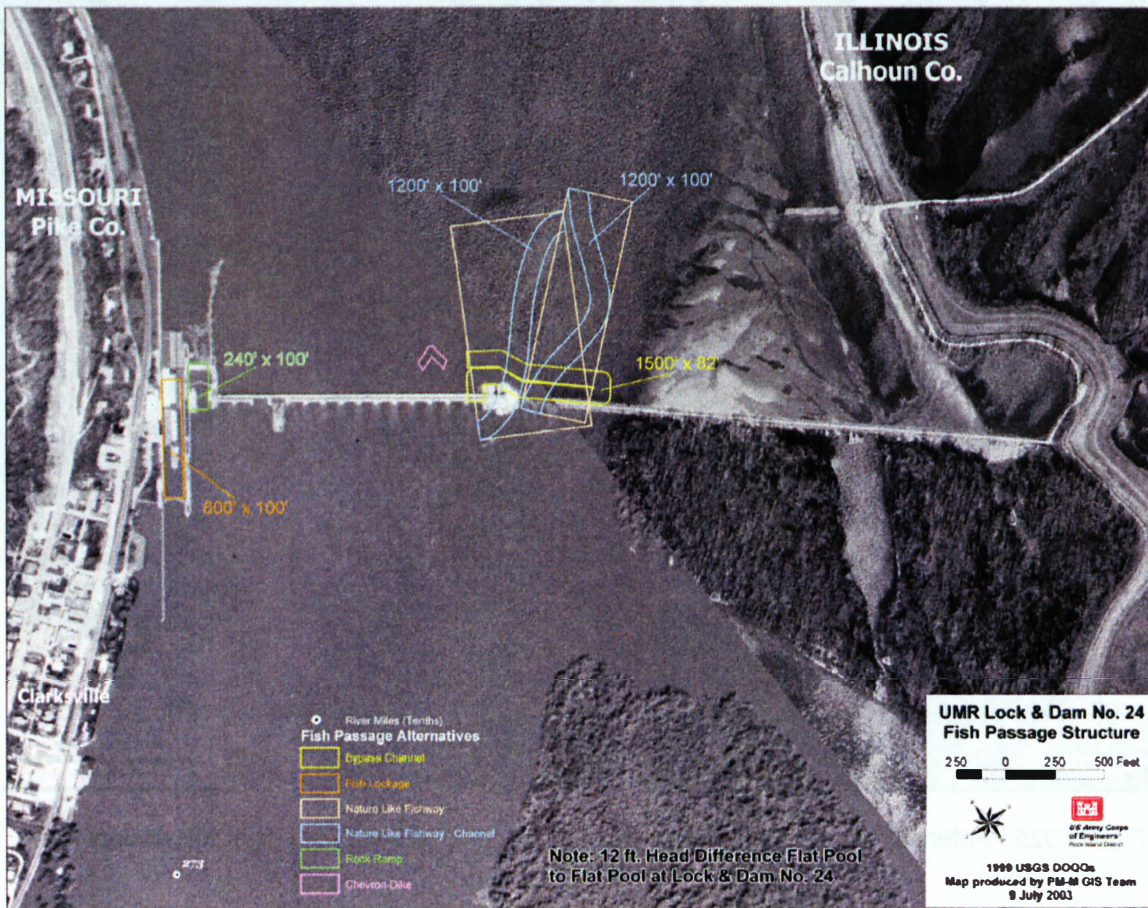 ILLINOIS
Calhoun Co.
1200' x 100'
1200' x 100'
MISSOURI
Pike Co.
240' x 100'
1500' x 82'
600' x 100'
Clarksville
River Miles (Tenths)
Fish Passage Alternatives
Bypass Channel
Fish Lockage
Nature Like Fishway
Nature Like Fishway - Channel
Rock Ramp
Chevron-Dike
273
Note: 12 ft. Head Difference Flat Pool
to Flat Pool at Lock & Dam No. 24
UMR Lock & Dam No. 24
Fish Passage Structure
250 0 250 500 Feet
US Army Corps
of Engineers
Rock Island District
1999 USGS DOQQs
Map produced by PM-M GIS Team
9 July 2003